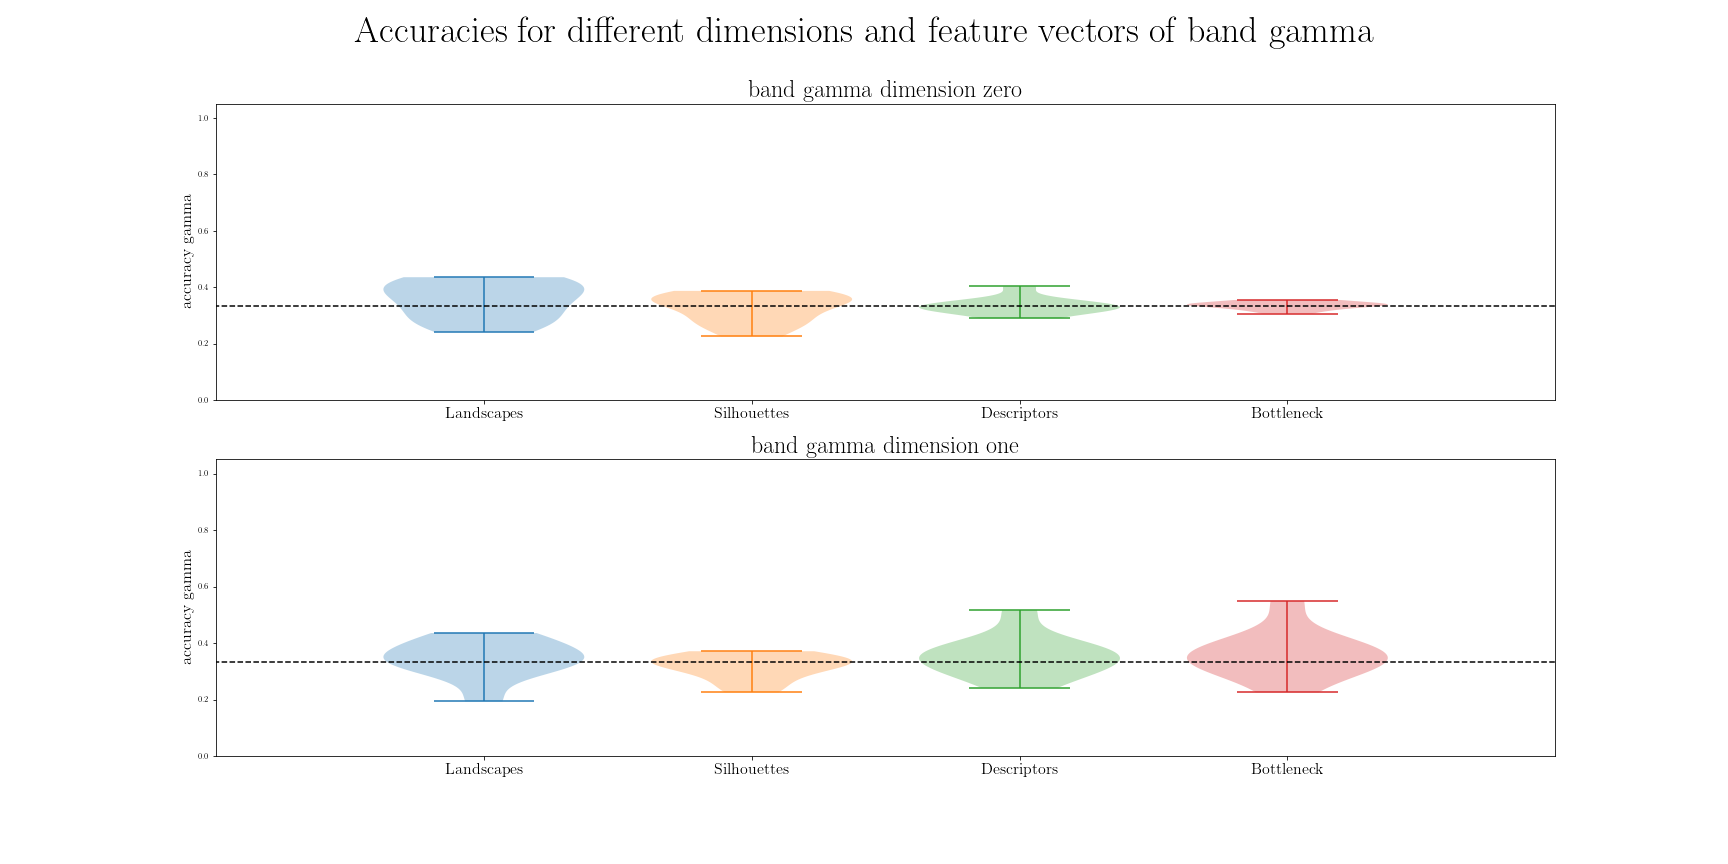 Accuracies for different dimensions and feature vectors of band gamma
band gamma dimension zero
1.0
0.8
0.6
0.4
0.2
0.0
accuracy gamma
Landscapes Silhouettes Descriptors Bottleneck
band gamma dimension one
1.0
0.8
0.6
0.4
0.2
0.0
accuracy gamma
Landscapes Silhouettes Descriptors Bottleneck